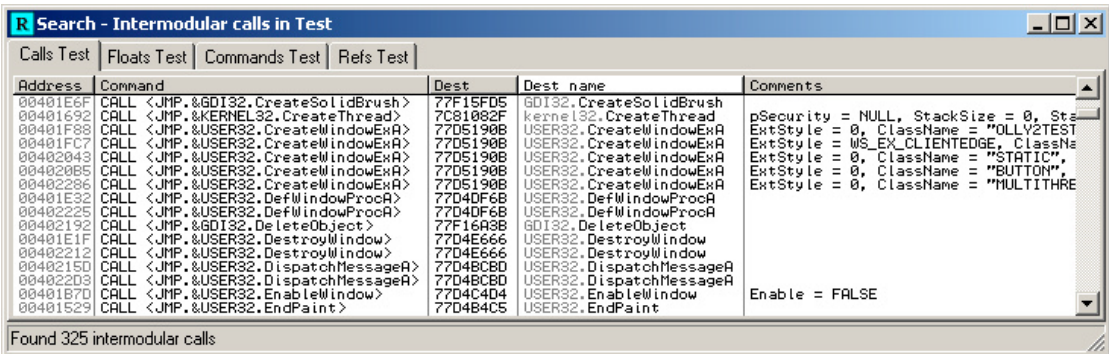 R Search - Intermodular calls in Test
Calls Test Floats Test Commands Test Refs Test
Address Command Dest Dest name Comments
00401E6F CALL <JMP.&GDI32.CreateSolidBrush> 77F15FD5 GDI32.CreateSolidBrush
00401692 CALL <JMP.&KERNEL32.CreateThread> 7C81082F kernel32.CreateThread pSecurity = NULL, StackSize = 0, Sta
00401F88 CALL <JMP.&USER32.CreateWindowExA> 77D5190B USER32.CreateWindowExA ExtStyle = 0, ClassName = "OLLY2TEST
00401FC7 CALL <JMP.&USER32.CreateWindowExA> 77D5190B USER32.CreateWindowExA ExtStyle = WS_EX_CLIENTEDGE, ClassNa
00402043 CALL <JMP.&USER32.CreateWindowExA> 77D5190B USER32.CreateWindowExA ExtStyle = 0, ClassName = "STATIC",
004020B5 CALL <JMP.&USER32.CreateWindowExA> 77D5190B USER32.CreateWindowExA ExtStyle = 0, ClassName = "BUTTON",
00402286 CALL <JMP.&USER32.CreateWindowExA> 77D5190B USER32.CreateWindowExA ExtStyle = 0, ClassName = "MULTITHRE
00401E32 CALL <JMP.&USER32.DefWindowProcA> 77D4DF6B USER32.DefWindowProcA
00402225 CALL <JMP.&USER32.DefWindowProcA> 77D4DF6B USER32.DefWindowProcA
00402192 CALL <JMP.&GDI32.DeleteObject> 77F16A3B GDI32.DeleteObject
00401E1F CALL <JMP.&USER32.DestroyWindow> 77D4E666 USER32.DestroyWindow
00402212 CALL <JMP.&USER32.DestroyWindow> 77D4E666 USER32.DestroyWindow
0040215D CALL <JMP.&USER32.DispatchMessageA> 77D4BCBD USER32.DispatchMessageA
004022D3 CALL <JMP.&USER32.DispatchMessageA> 77D4BCBD USER32.DispatchMessageA
00401B7D CALL <JMP.&USER32.EnableWindow> 77D4C4D4 USER32.EnableWindow Enable = FALSE
00401529 CALL <JMP.&USER32.EndPaint> 77D4B4C5 USER32.EndPaint
Found 325 intermodular calls